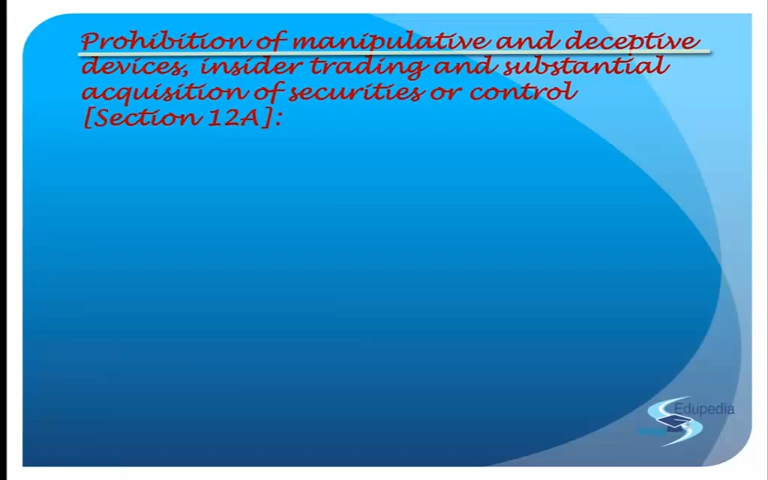 Prohibition of manipulative and deceptive
devices, insider trading and substantial
acquisition of securities or control
[Section 12A]:
Edupedia